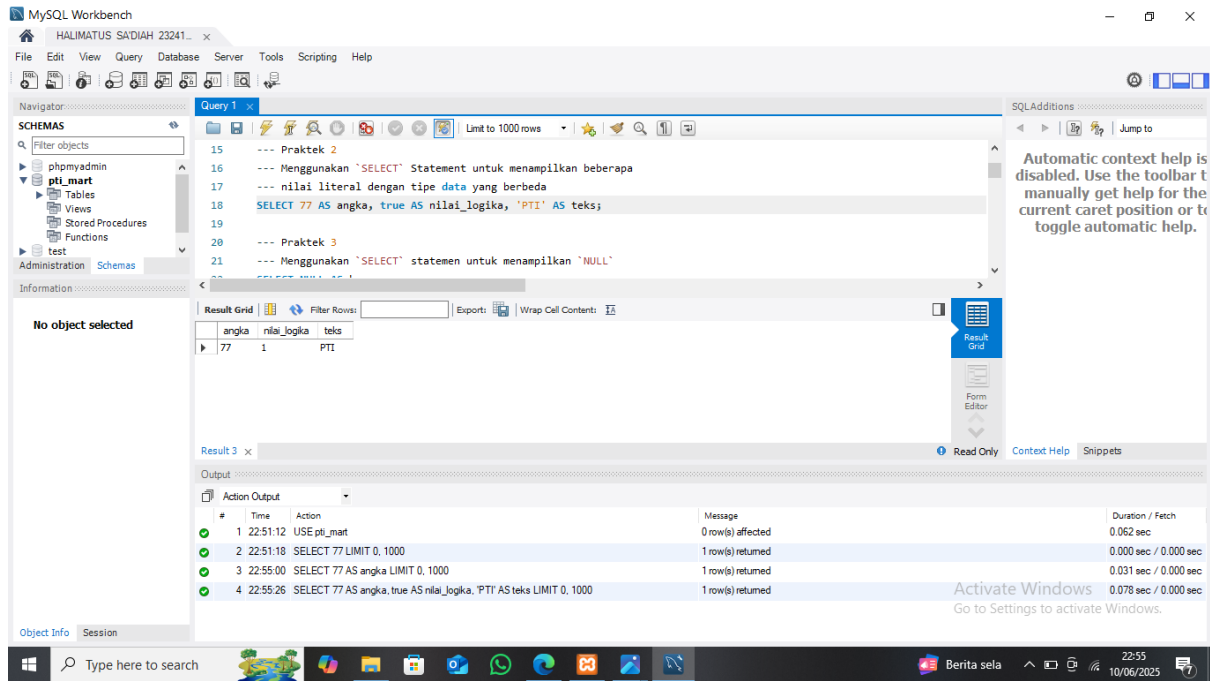 MySQL Workbench
HALIMATUS SA'DIAH 23241...
File Edit View Query Database Server Tools Scripting Help
Navigator
SCHEMAS
Filter objects
phpmyadmin
pti_mart
Tables
Views
Stored Procedures
Functions
test
Administration Schemas
Information
No object selected
Object Info Session
Query 1
Limit to 1000 rows
15 --- Praktek 2
16 --- Menggunakan `SELECT` Statement untuk menampilkan beberapa
17 --- nilai literal dengan tipe data yang berbeda
18 SELECT 77 AS angka, true AS nilai_logika, 'PTI' AS teks;
19
20 --- Praktek 3
21 --- Menggunakan `SELECT` statemen untuk menampilkan `NULL`
Result Grid Filter Rows: Export: Wrap Cell Content:
angka nilai_logika teks
77 1 PTI
Result Grid
Form Editor
Result 3
Read Only
SQLAdditions
Jump to
Automatic context help is
disabled. Use the toolbar t
manually get help for the
current caret position or to
toggle automatic help.
Context Help Snippets
Output
Action Output
# Time Action Message Duration / Fetch
1 22:51:12 USE pti_mart 0 row(s) affected 0.062 sec
2 22:51:18 SELECT 77 LIMIT 0, 1000 1 row(s) returned 0.000 sec / 0.000 sec
3 22:55:00 SELECT 77 AS angka LIMIT 0, 1000 1 row(s) returned 0.031 sec / 0.000 sec
4 22:55:26 SELECT 77 AS angka, true AS nilai_logika, 'PTI' AS teks LIMIT 0, 1000 1 row(s) returned 0.078 sec / 0.000 sec
Activate Windows
Go to Settings to activate Windows.
Type here to search
Berita sela
22:55
10/06/2025
7